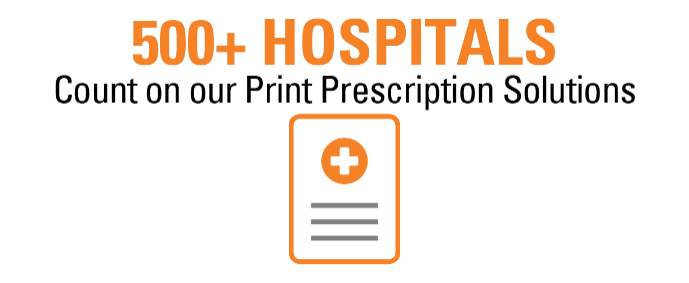 500+ HOSPITALS
Count on our Print Prescription Solutions